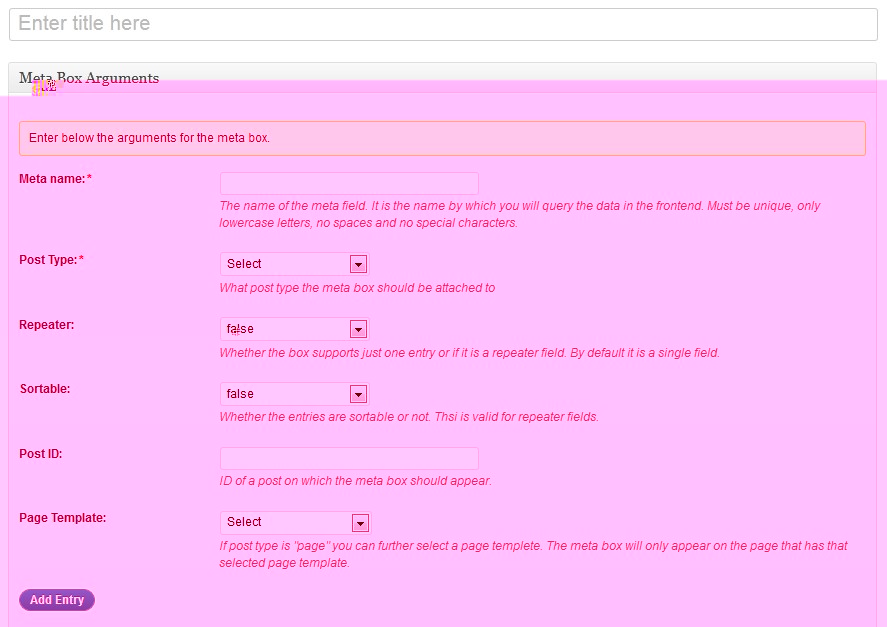 Enter title here
Meta Box Arguments
Enter below the arguments for the meta box.
Meta name:*
The name of the meta field. It is the name by which you will query the data in the frontend. Must be unique, only
lowercase letters, no spaces and no special characters.
Post Type:*
Select
What post type the meta box should be attached to
Repeater:
false
Whether the box supports just one entry or if it is a repeater field. By default it is a single field.
Sortable:
false
Whether the entries are sortable or not. Thsi is valid for repeater fields.
Post ID:
ID of a post on which the meta box should appear.
Page Template:
Select
If post type is "page" you can further select a page templete. The meta box will only appear on the page that has that
selected page template.
Add Entry